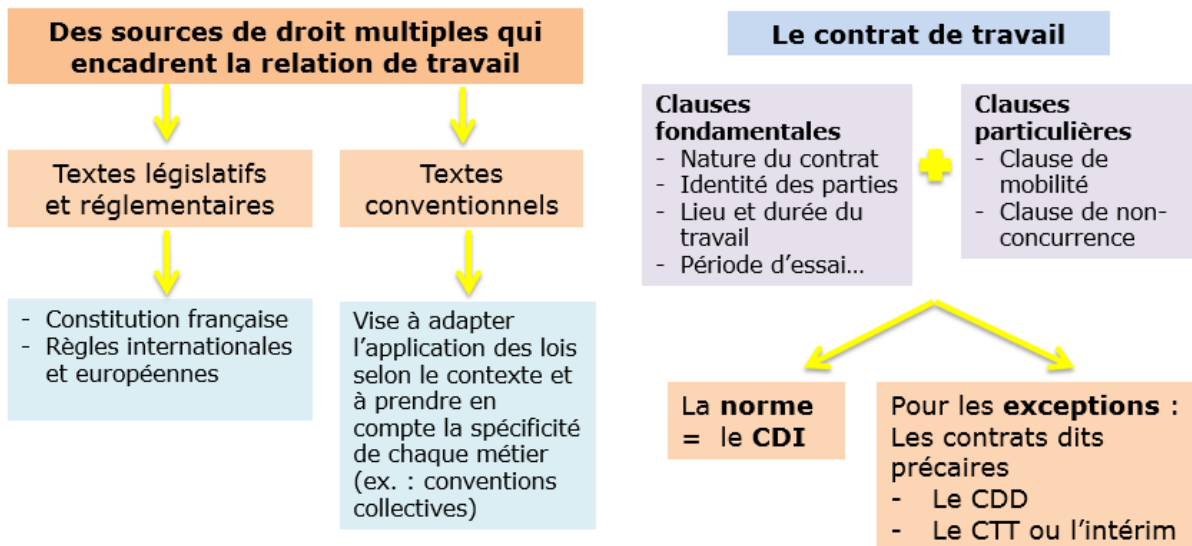 Des sources de droit multiples qui
encadrent la relation de travail
Textes législatifs
et réglementaires
Textes
conventionnels
- Constitution française
- Règles internationales
et européennes
Vise à adapter
l’application des lois
selon le contexte et
à prendre en
compte la spécificité
de chaque métier
(ex. : conventions
collectives)
Le contrat de travail
Clauses
fondamentales
- Nature du contrat
- Identité des parties
- Lieu et durée du
travail
- Période d’essai…
Clauses
particulières
- Clause de
mobilité
- Clause de non-
concurrence
La norme
= le CDI
Pour les exceptions :
Les contrats dits
précaires
- Le CDD
- Le CTT ou l’intérim